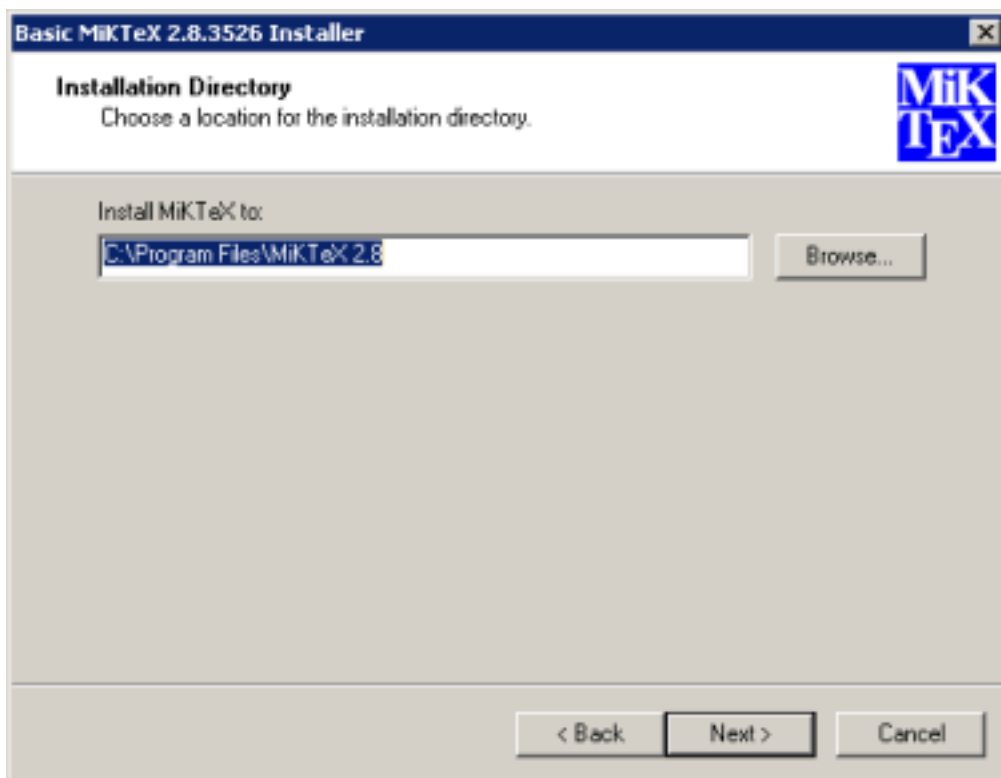 Basic MiKTeX 2.8.3526 Installer
Installation Directory
Choose a location for the installation directory.
MiK
TEX
Install MiKTeX to:
C:\Program Files\MiKTeX 2.8
Browse...
< Back
Next >
Cancel